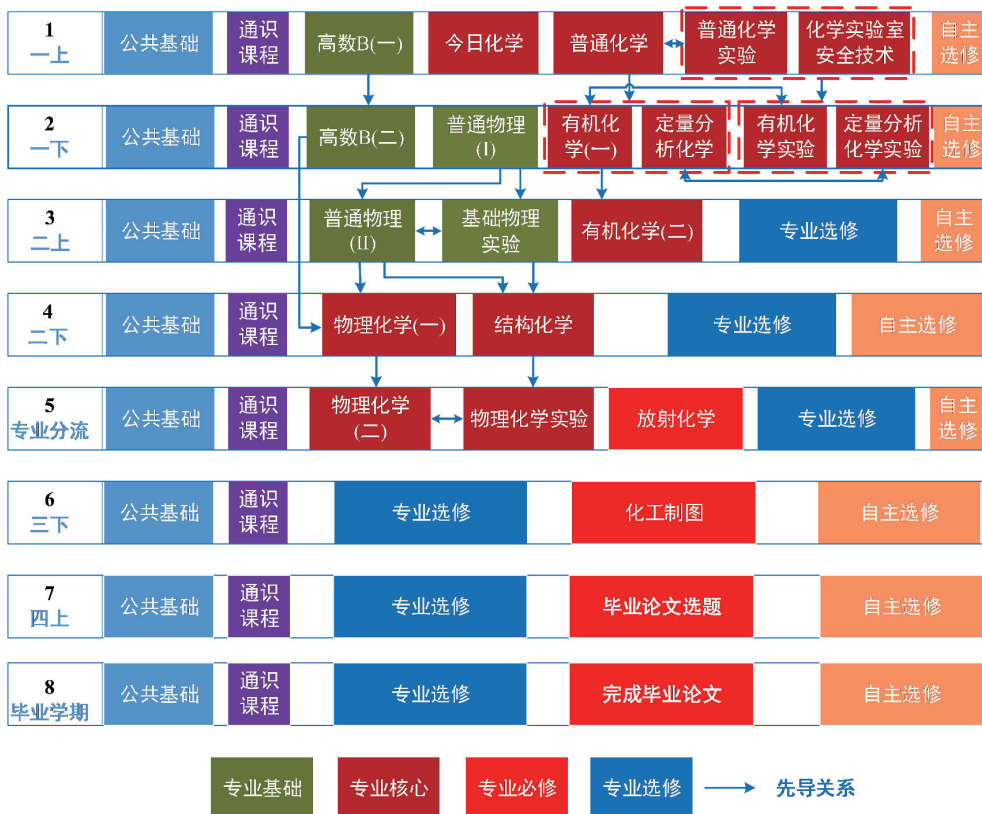 1
一上
公共基础
通识
课程
高数B(一)
今日化学
普通化学
普通化学
实验
化学实验室
安全技术
自主
选修
2
一下
公共基础
通识
课程
高数B(二)
普通物理
(I)
有机化
学(一)
定量分
析化学
有机化
学实验
定量分析
化学实验
自主
选修
3
二上
通识
课程
普通物理
(II)
基础物理
实验
有机化学(二)
专业选修
自主
选修
公共基础
4
二下
公共基础
通识
课程
物理化学(一)
结构化学
专业选修
自主选修
5
专业分流
公共基础
通识
课程
物理化学
(二)
物理化学实验
放射化学
专业选修
自主
选修
6
三下
公共基础
通识
课程
专业选修
化工制图
自主选修
7
四上
公共基础
通识
课程
专业选修
毕业论文选题
自主选修
8
毕业学期
公共基础
通识
课程
专业选修
完成毕业论文
自主选修
专业基础
专业核心
专业必修
专业选修
先导关系